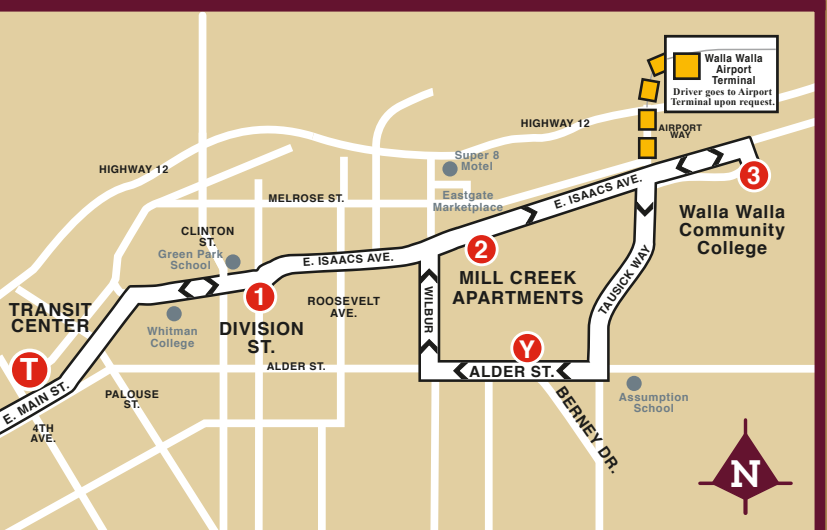 Walla Walla
Airport
Terminal
Driver goes to Airport
Terminal upon request.
HIGHWAY 12
AIRPORT
WAY
HIGHWAY 12
Super 8
Motel
3
MELROSE ST.
Eastgate
Marketplace
E. ISAACS AVE.
Walla Walla
Community
College
CLINTON
ST.
Green Park
School
E. ISAACS AVE.
2
MILL CREEK
APARTMENTS
TAUSICK WAY
1
ROOSEVELT
AVE.
WILBUR
TRANSIT
CENTER
Whitman
College
DIVISION
ST.
T
ALDER ST.
Y
ALDER ST.
E. MAIN ST.
PALOUSE
ST.
BERNEY DR.
Assumption
School
4TH
AVE.
N